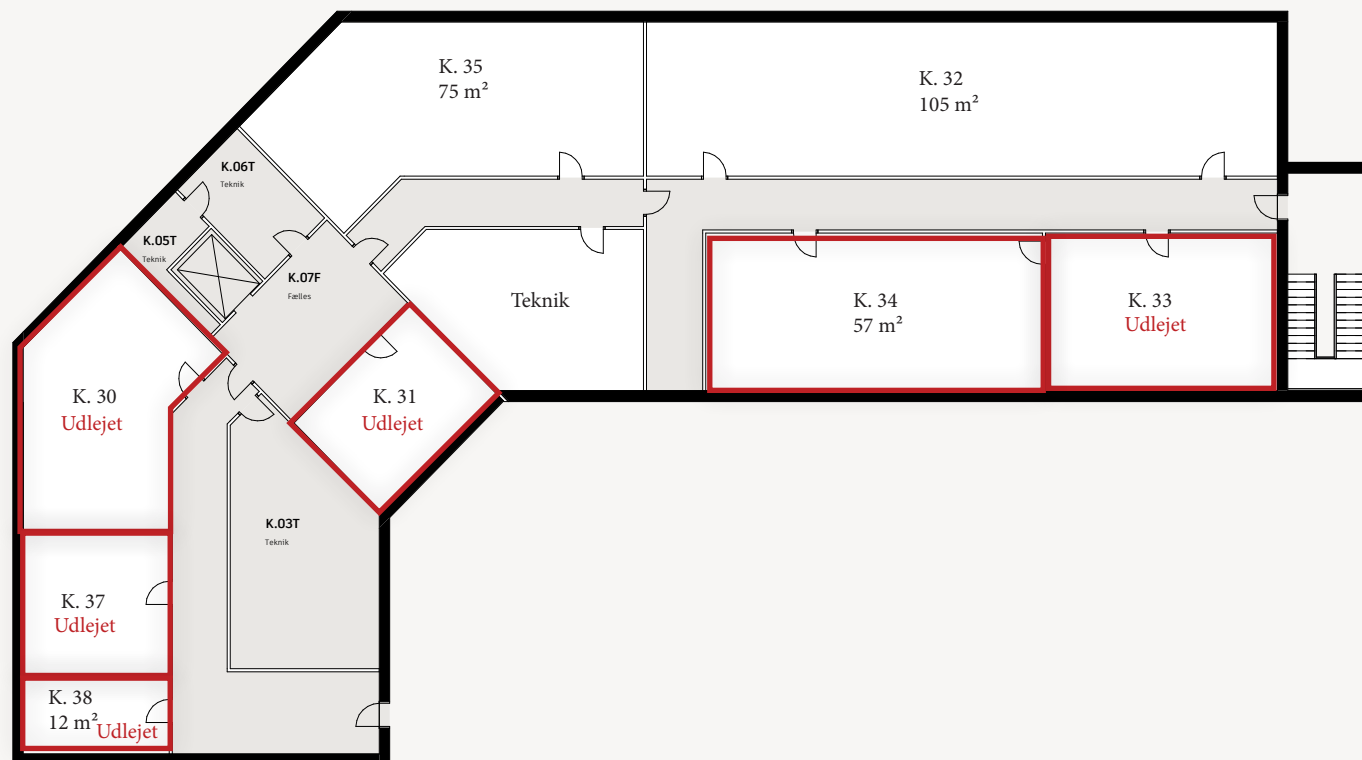 K. 35
75 m²
K. 32
105 m²
K.06T
Teknik
K.05T
Teknik
K.07F
Fælles
Teknik
K. 34
57 m²
K. 33
Udlejet
K. 30
Udlejet
K. 31
Udlejet
K.03T
Teknik
K. 37
Udlejet
K. 38
12 m²
Udlejet